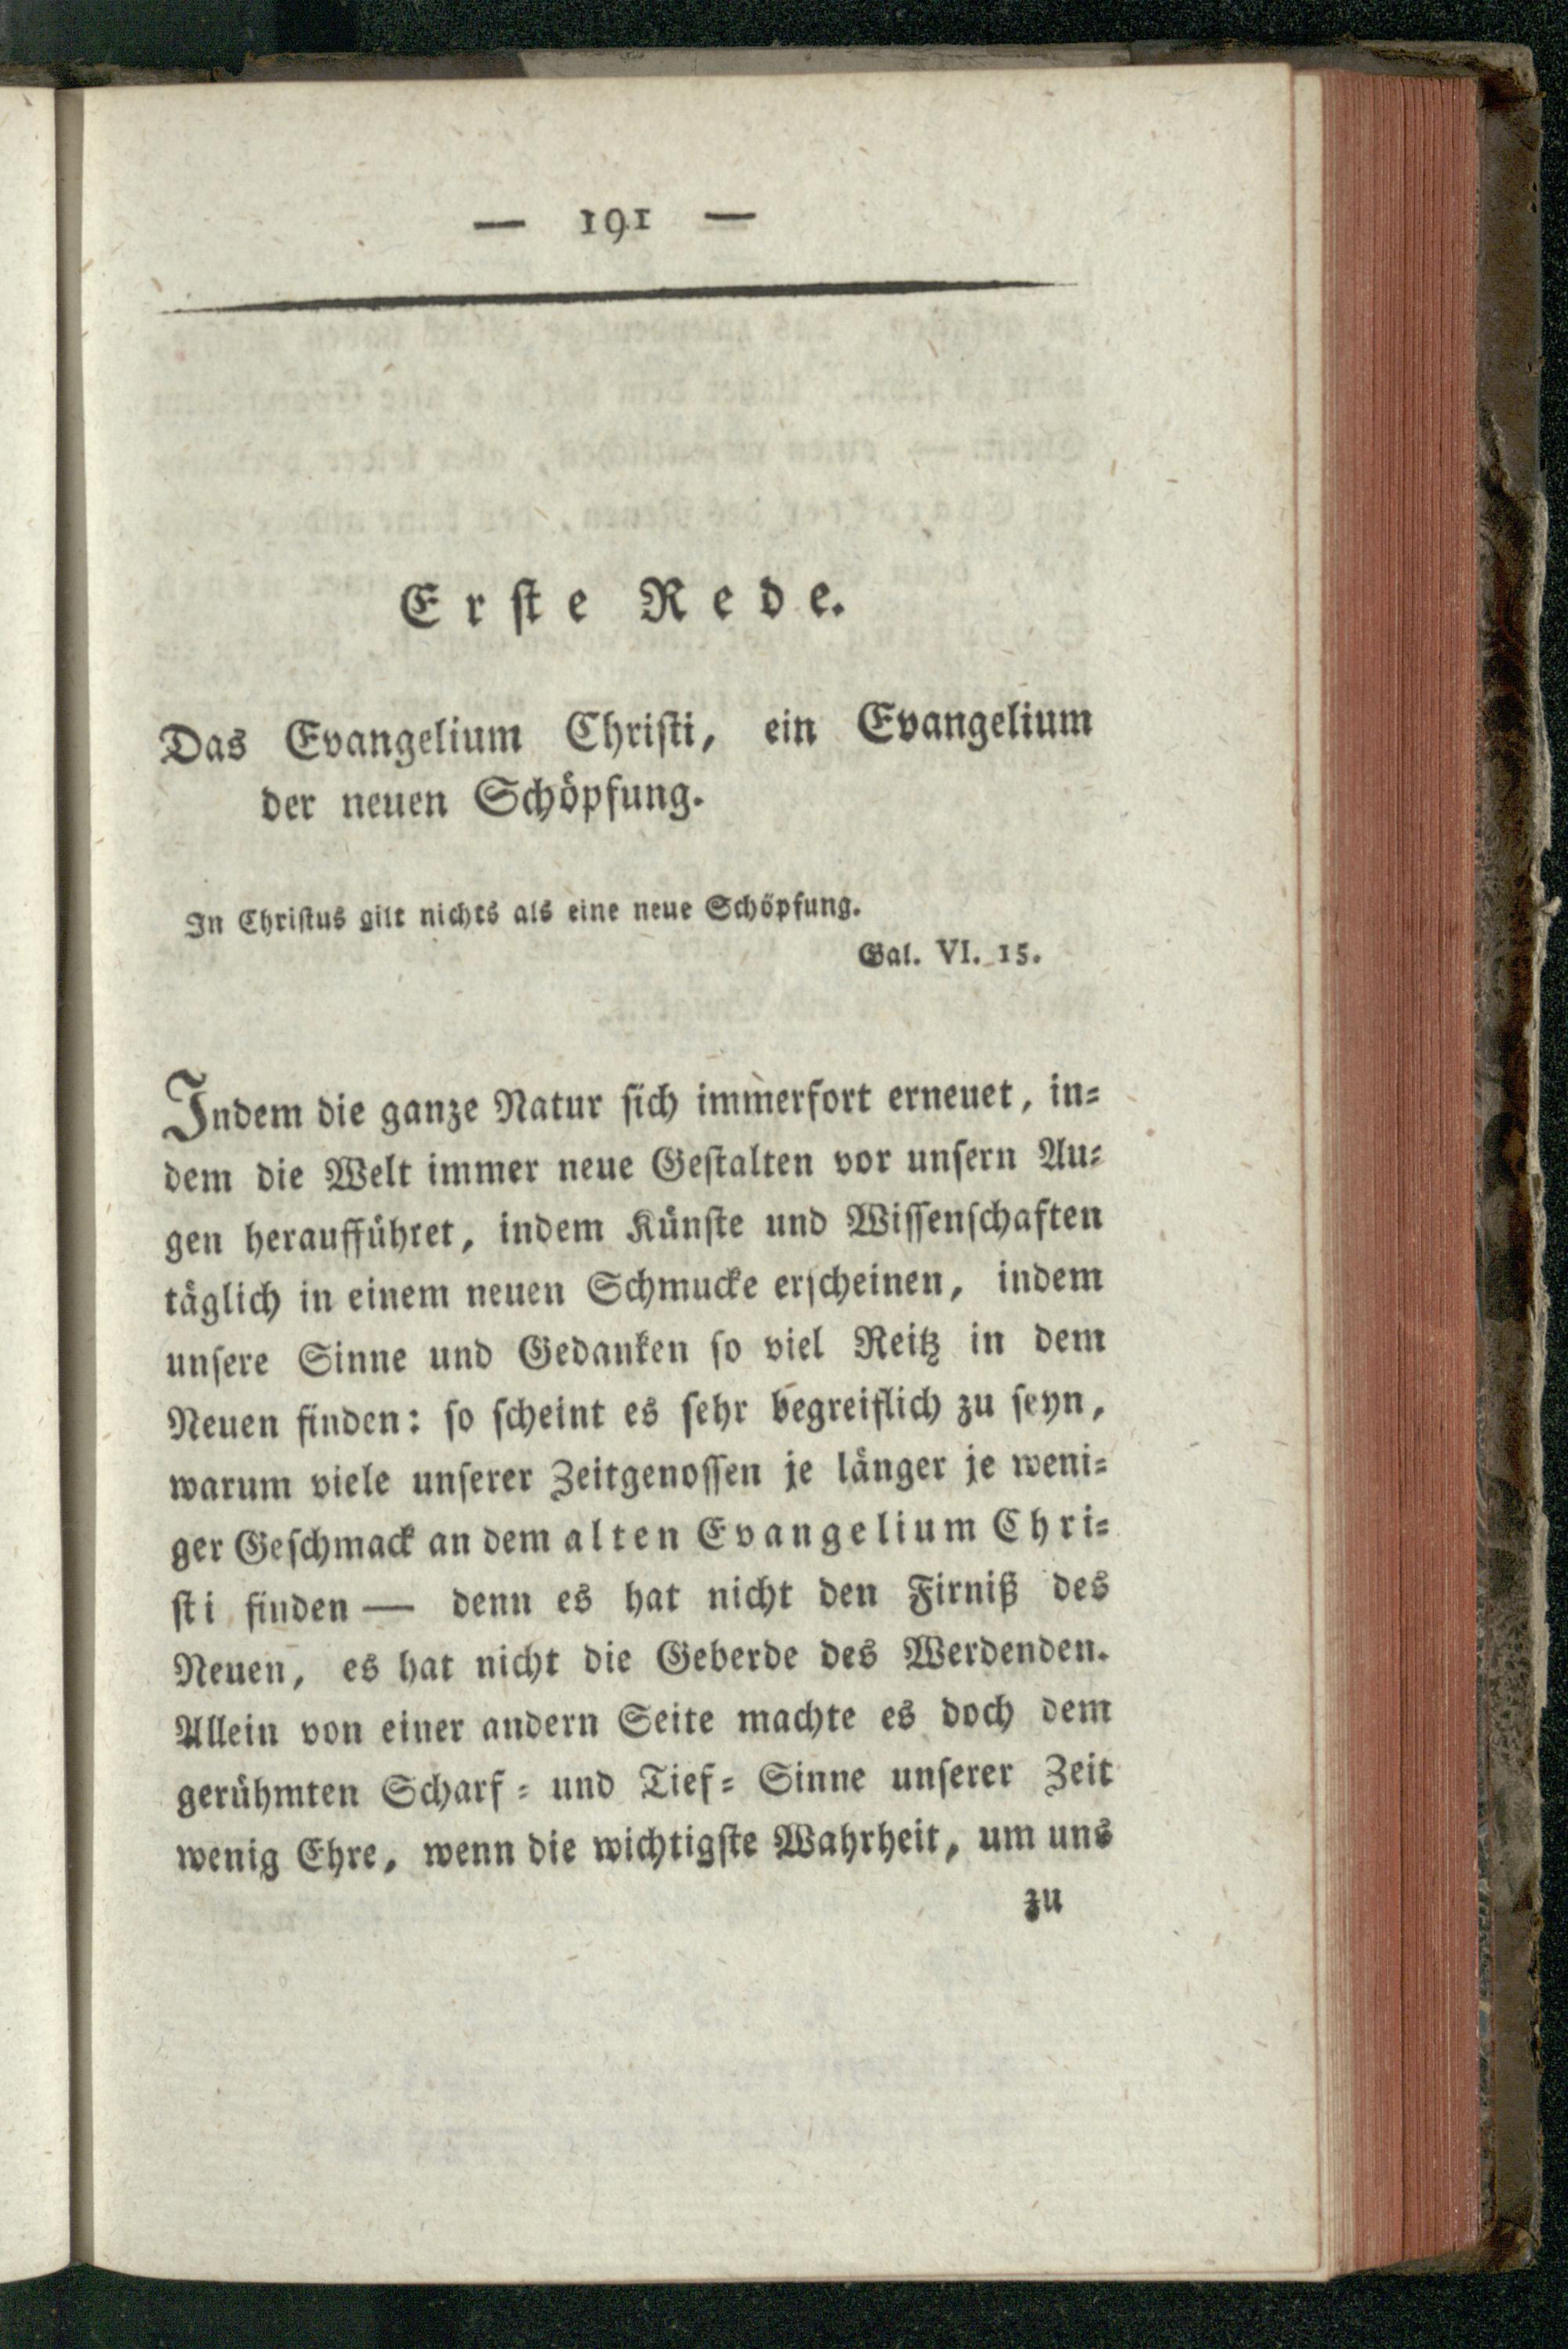 — 191 —
Erste Rede.
Das Evangelium Christi, ein Evangelium
der neuen Schöpfung.
In Christus gilt nichts als eine neue Schöpfung.
Gal. VI. 15.
Indem die ganze Natur sich immerfort erneuet, in=
dem die Welt immer neue Gestalten vor unsern Au=
gen heraufführet, indem Künste und Wissenschaften
täglich in einem neuen Schmucke erscheinen, indem
unsere Sinne und Gedanken so viel Reitz in dem
Neuen finden: so scheint es sehr begreiflich zu seyn,
warum viele unserer Zeitgenossen je länger je weni=
ger Geschmack an dem alten Evangelium Chri=
sti finden — denn es hat nicht den Firniß des
Neuen, es hat nicht die Geberde des Werdenden.
Allein von einer andern Seite machte es doch dem
gerühmten Scharf= und Tief= Sinne unserer Zeit
wenig Ehre, wenn die wichtigste Wahrheit, um uns
zu